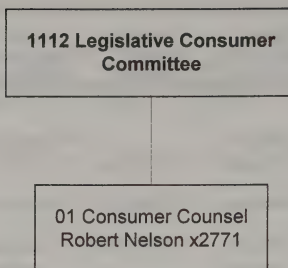 1112 Legislative Consumer
Committee
01 Consumer Counsel
Robert Nelson x2771